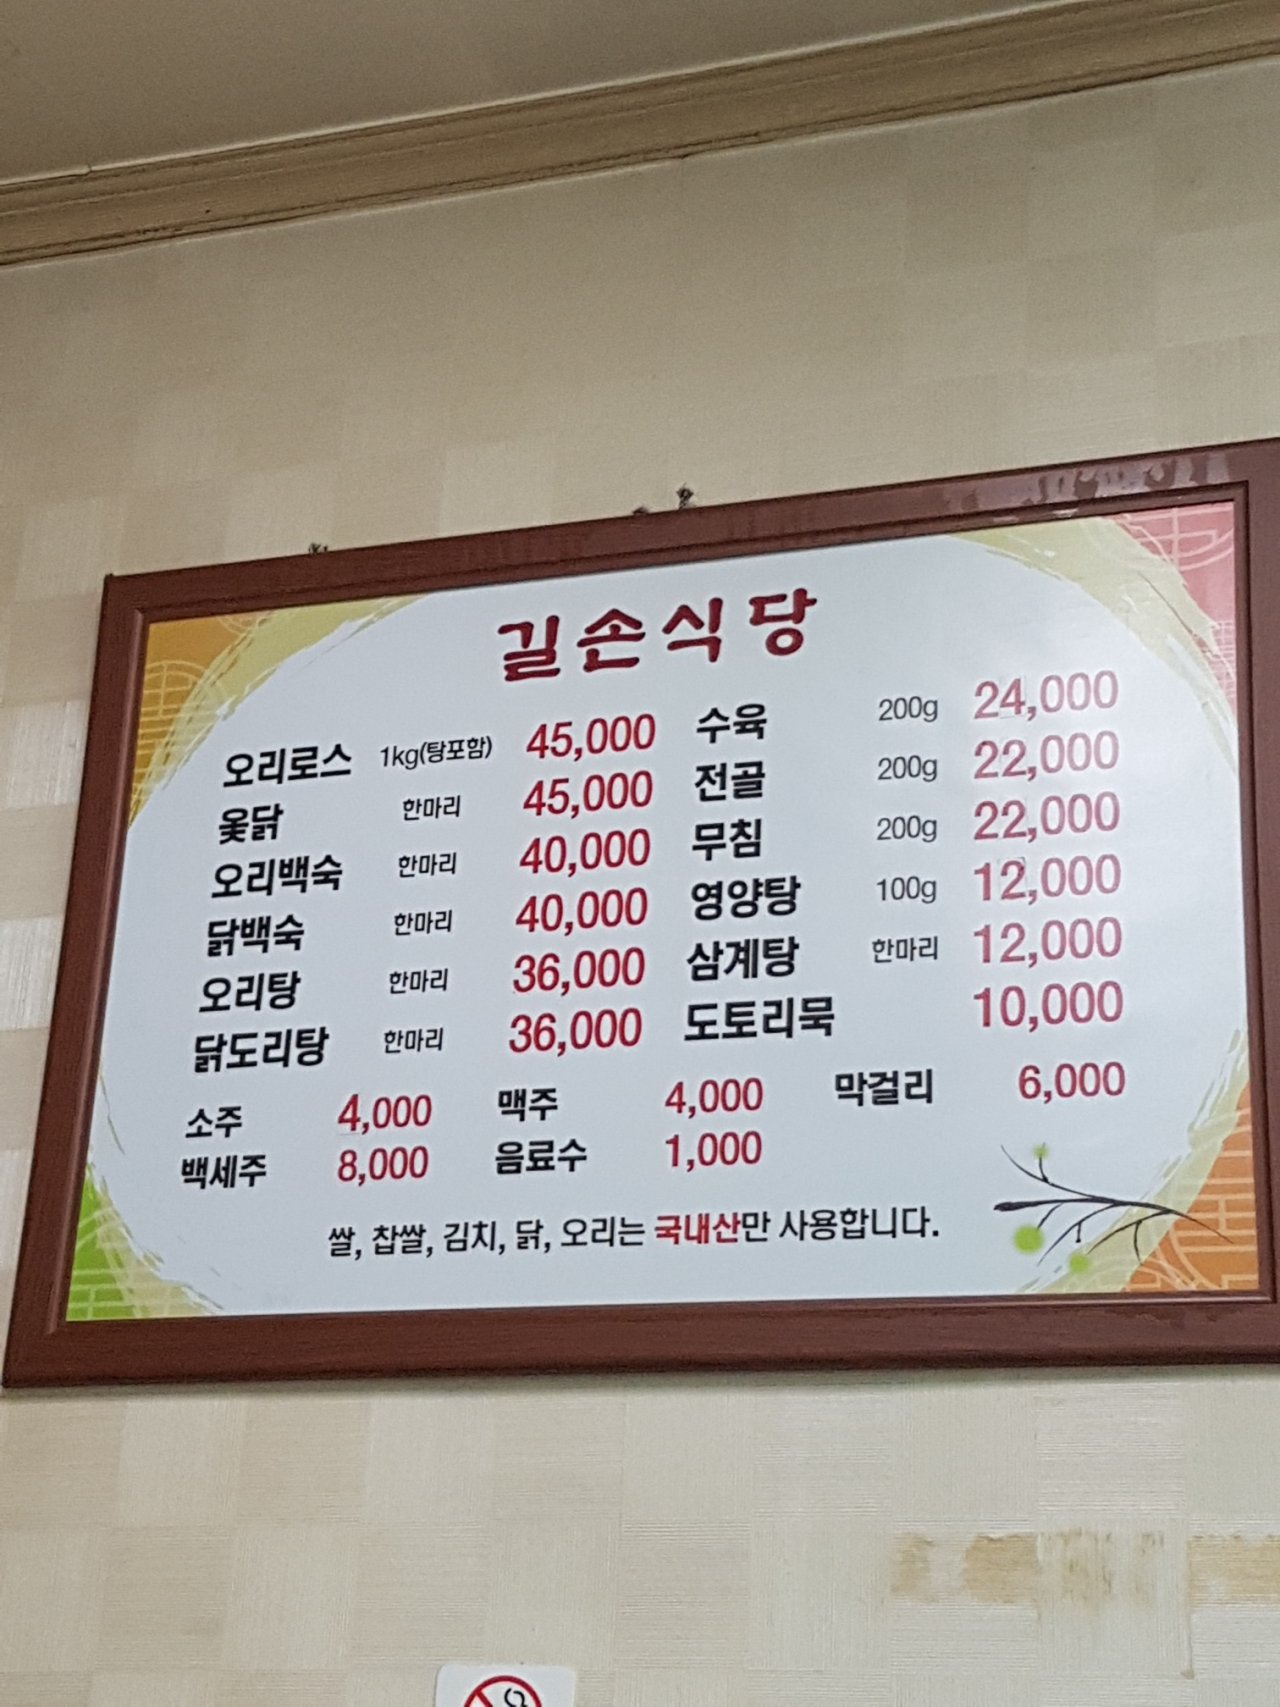 길손식당
오리로스 1kg(탕포함) 45,000
옻닭 한마리 45,000
오리백숙 한마리 40,000
닭백숙 한마리 40,000
오리탕 한마리 36,000
닭도리탕 한마리 36,000
수육 200g 24,000
전골 200g 22,000
무침 200g 22,000
영양탕 100g 12,000
삼계탕 한마리 12,000
도토리묵 10,000
소주 4,000 맥주 4,000 막걸리 6,000
백세주 8,000 음료수 1,000
쌀, 찹쌀, 김치, 닭, 오리는 국내산만 사용합니다.